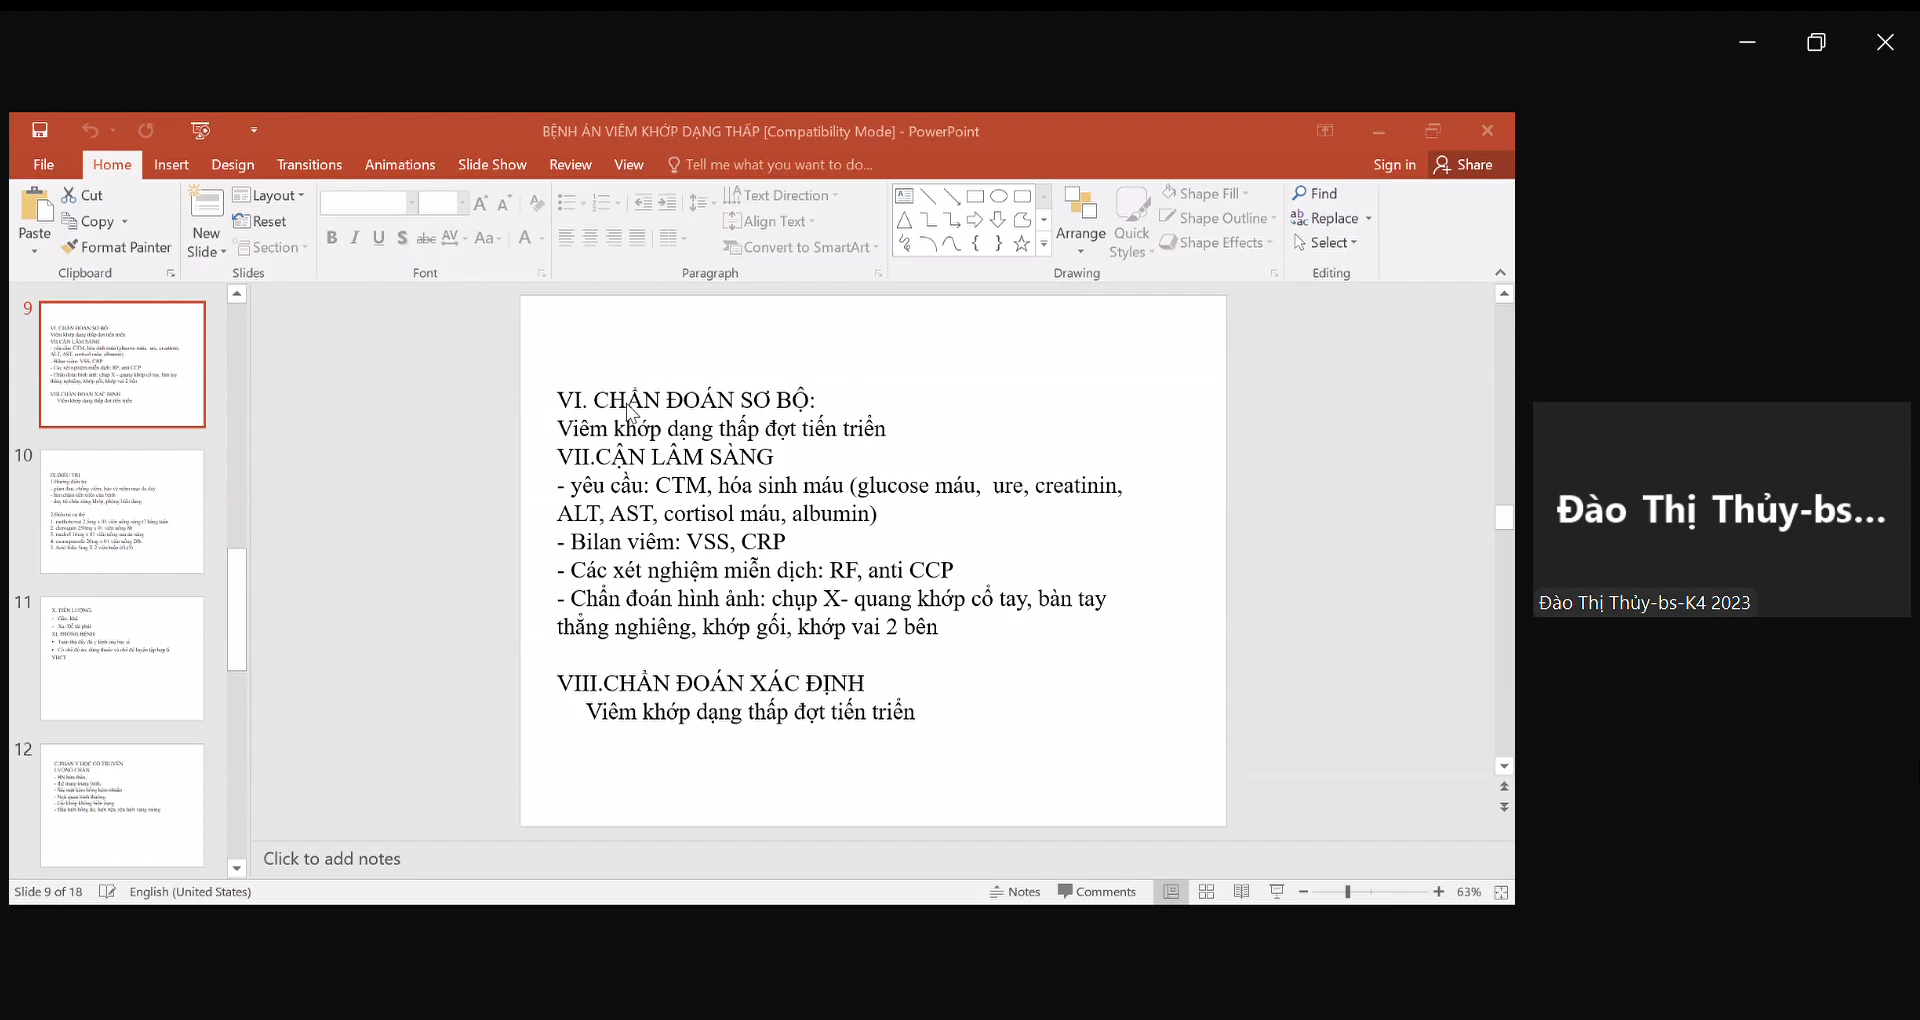 BỆNH ÁN VIÊM KHỚP DẠNG THẤP [Compatibility Mode] - PowerPoint
File Home Insert Design Transitions Animations Slide Show Review View Tell me what you want to do... Sign in Share
Paste
Cut
Copy
Format Painter
Clipboard
New
Slide
Layout
Reset
Section
Slides
Font
Text Direction
Align Text
Convert to SmartArt
Paragraph
Arrange
Quick
Styles
Shape Fill
Shape Outline
Shape Effects
Drawing
Find
Replace
Select
Editing
9
10
11
12
VI. CHẨN ĐOÁN SƠ BỘ:
Viêm khớp dạng thấp đợt tiến triển
VII.CẬN LÂM SÀNG
- yêu cầu: CTM, hóa sinh máu (glucose máu, ure, creatinin,
ALT, AST, cortisol máu, albumin)
- Bilan viêm: VSS, CRP
- Các xét nghiệm miễn dịch: RF, anti CCP
- Chẩn đoán hình ảnh: chụp X- quang khớp cổ tay, bàn tay
thẳng nghiêng, khớp gối, khớp vai 2 bên
VIII.CHẨN ĐOÁN XÁC ĐỊNH
Viêm khớp dạng thấp đợt tiến triển
Click to add notes
Slide 9 of 18 English (United States) Notes Comments 63%
Đào Thị Thủy-bs...
Đào Thị Thủy-bs-K4 2023